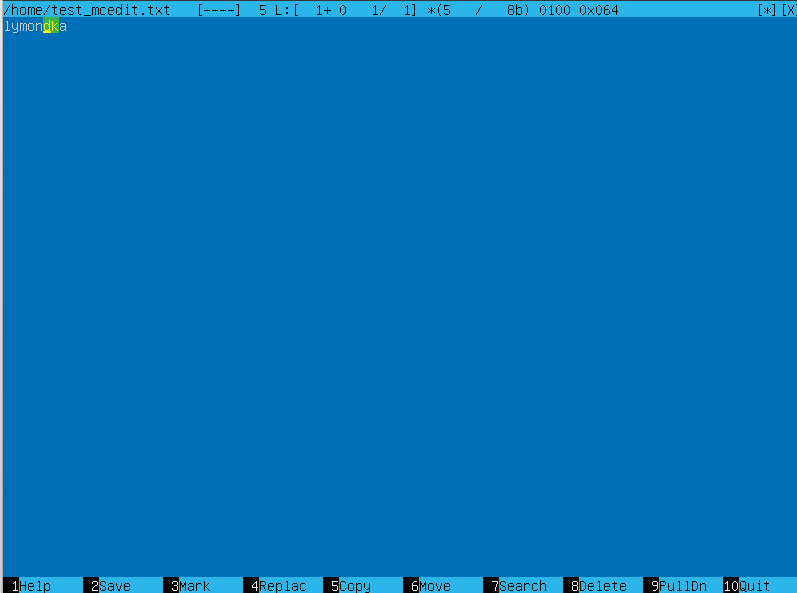 /home/test_mcedit.txt [----] 5 L:[ 1+ 0 1/ 1] *(5 / 8b) 0100 0x064 [*][X]
lymondka
1Help 2Save 3Mark 4Replac 5Copy 6Move 7Search 8Delete 9PullDn 10Quit